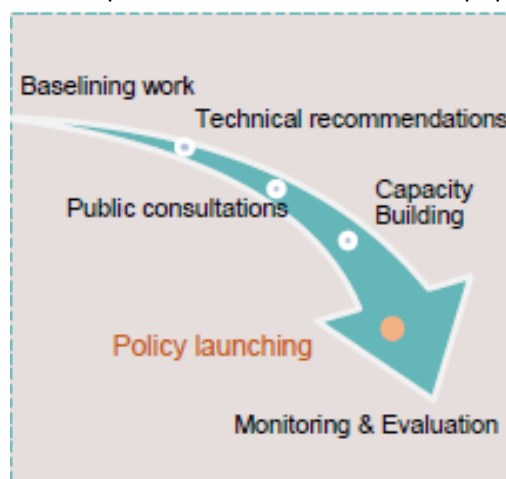 Baselining work
Technical recommendations
Public consultations
Capacity
Building
Policy launching
Monitoring & Evaluation